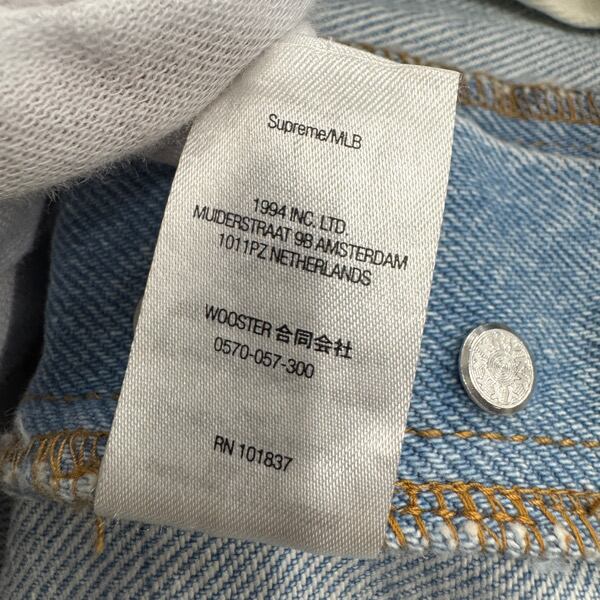 Supreme/MLB
1994 INC. LTD.
MUIDERSTRAAT 9B AMSTERDAM
1011PZ NETHERLANDS
WOOSTER 合同会社
0570-057-300
RN 101837